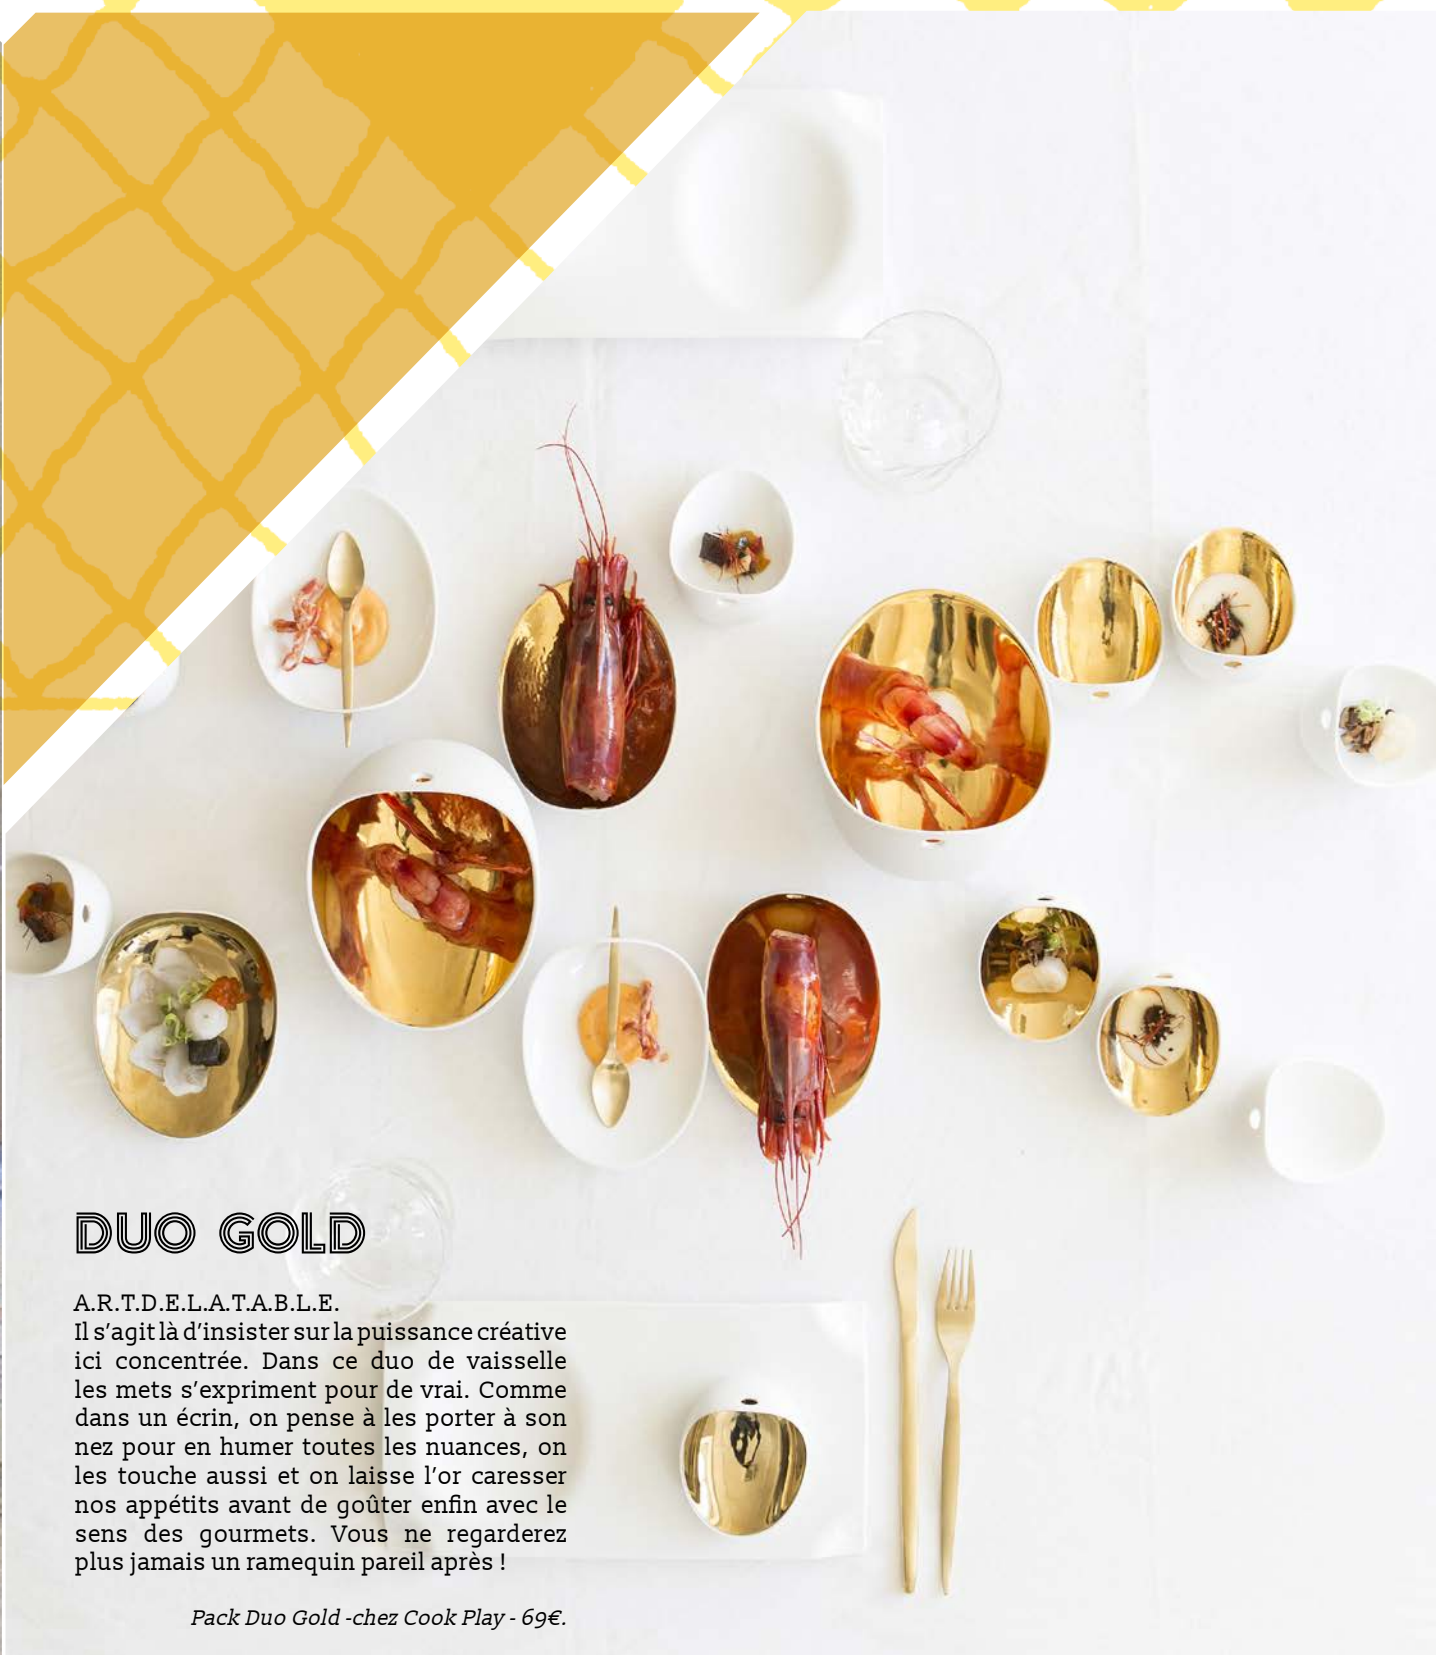 DUO GOLD
A.R.T.D.E.L.A.T.A.B.L.E.
Il s’agit là d’insister sur la puissance créative
ici concentrée. Dans ce duo de vaisselle
les mets s’expriment pour de vrai. Comme
dans un écrin, on pense à les porter à son
nez pour en humer toutes les nuances, on
les touche aussi et on laisse l’or caresser
nos appétits avant de goûter enfin avec le
sens des gourmets. Vous ne regarderez
plus jamais un ramequin pareil après !
Pack Duo Gold -chez Cook Play - 69€.